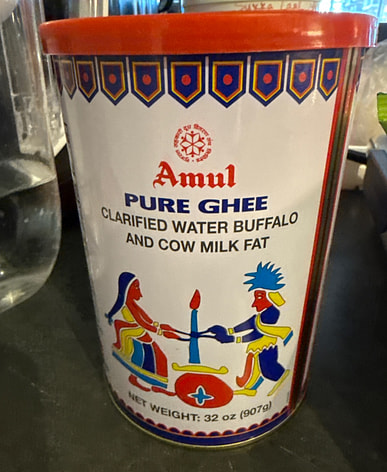 Amul
PURE GHEE
CLARIFIED WATER BUFFALO
AND COW MILK FAT
NET WEIGHT: 32 oz (907g)